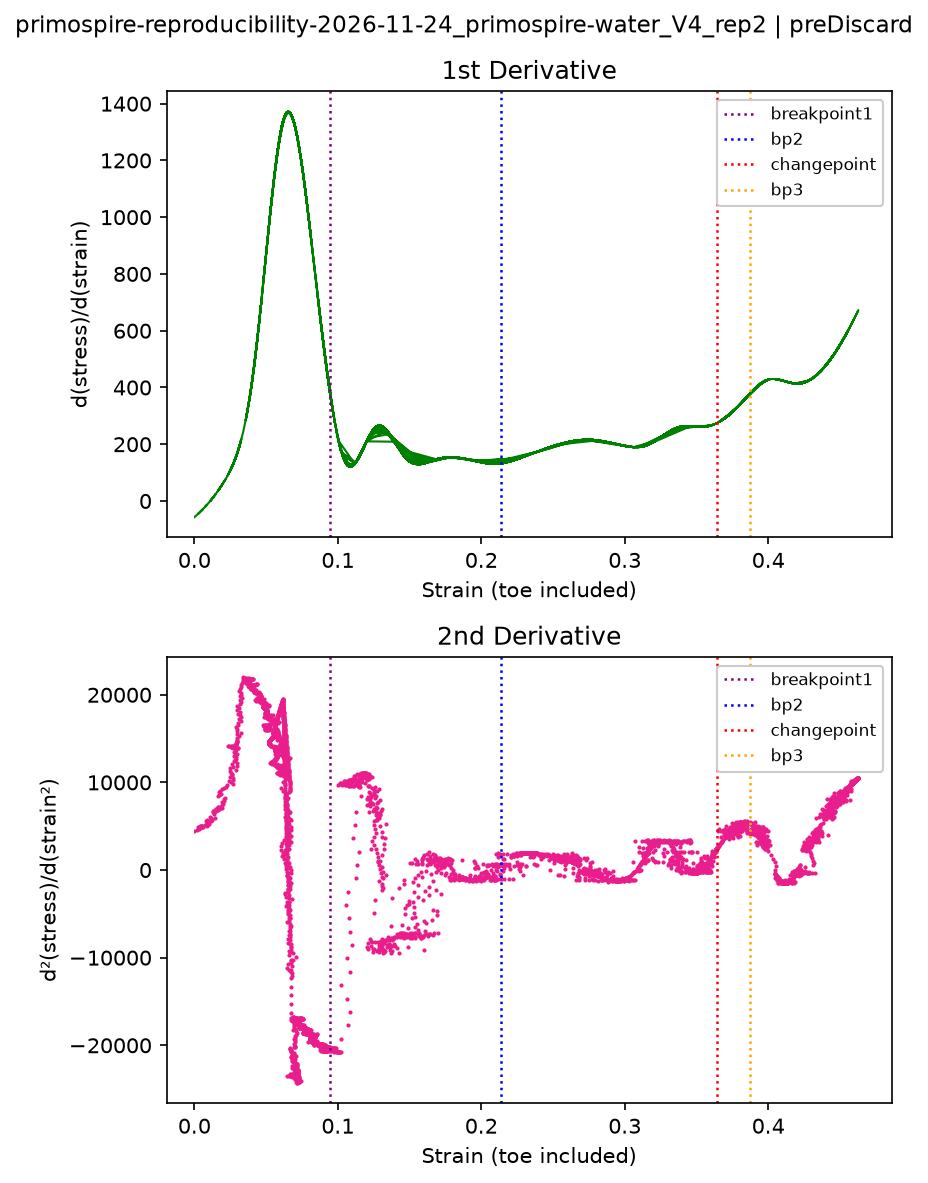 primospire-reproducibility-2026-11-24_primospire-water_V4_rep2 | preDiscard
1st Derivative
1400
1200
1000
800
600
400
200
0
d(stress)/d(strain)
breakpoint1
bp2
changepoint
bp3
0.0 0.1 0.2 0.3 0.4
Strain (toe included)
2nd Derivative
20000
10000
0
−10000
−20000
d²(stress)/d(strain²)
breakpoint1
bp2
changepoint
bp3
0.0 0.1 0.2 0.3 0.4
Strain (toe included)